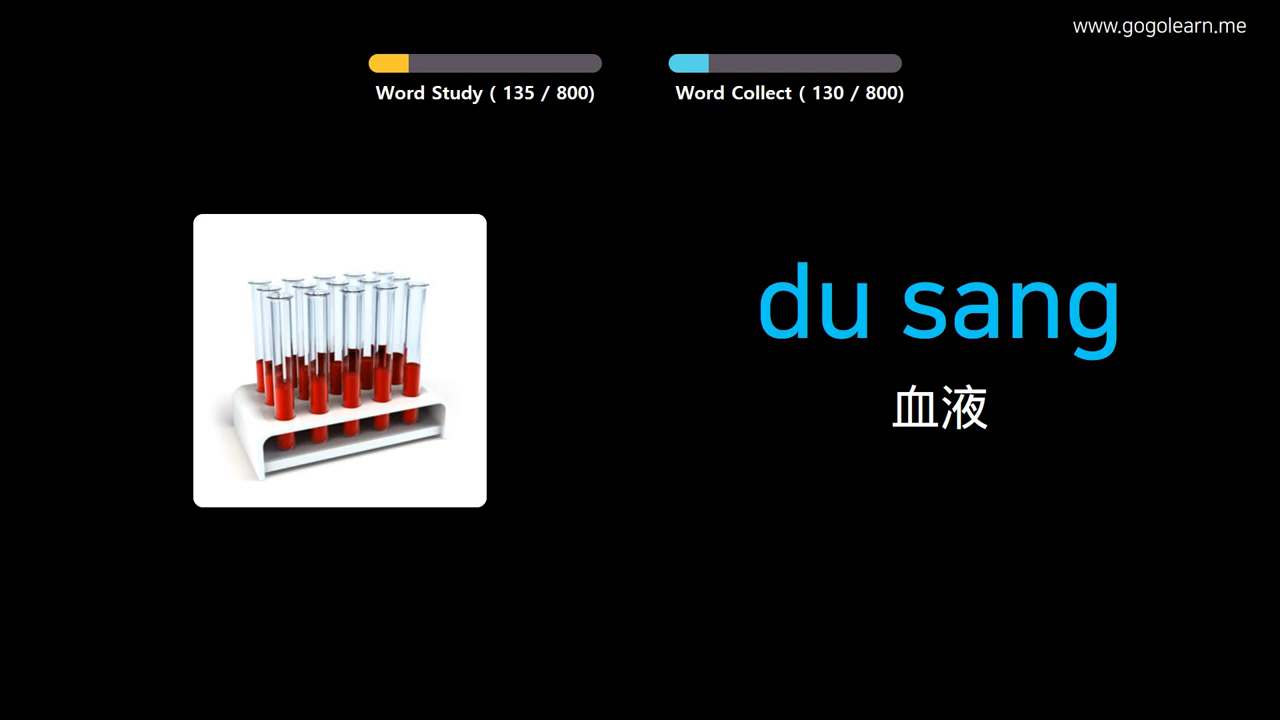 www.gogolearn.me
Word Study ( 135 / 800)
Word Collect ( 130 / 800)
du sang
血液